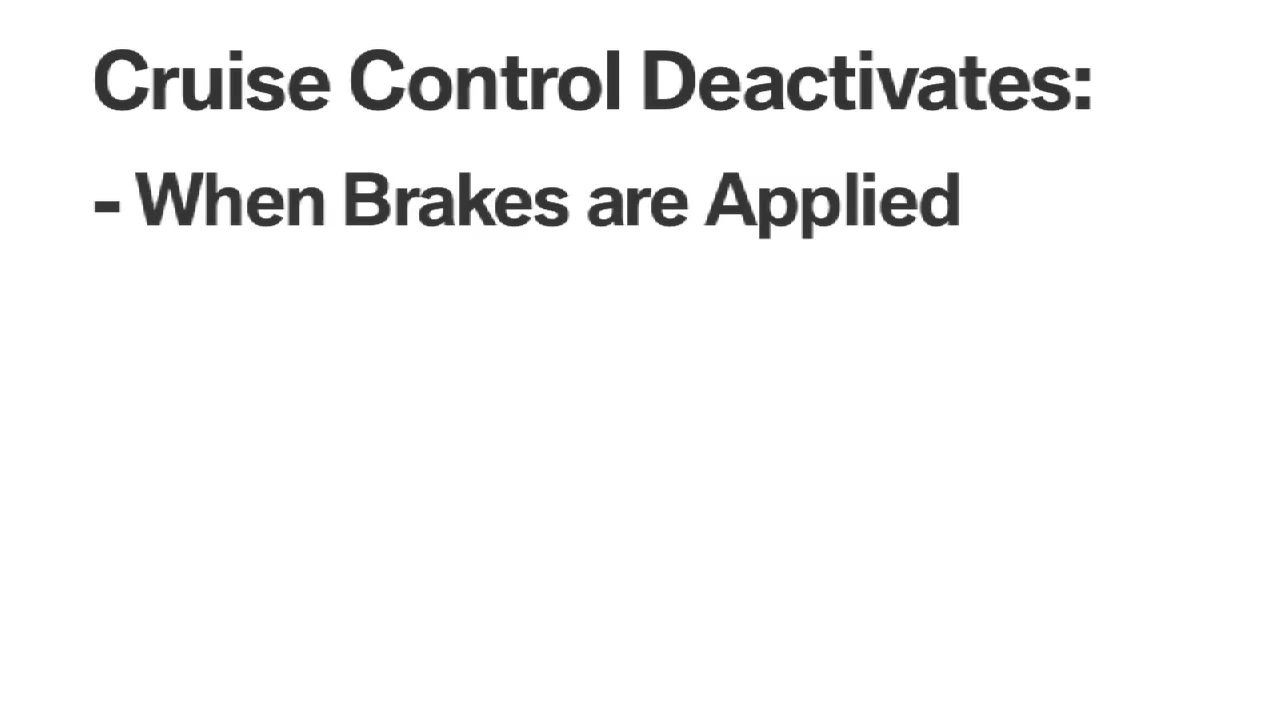 Cruise Control Deactivates:
- When Brakes are Applied